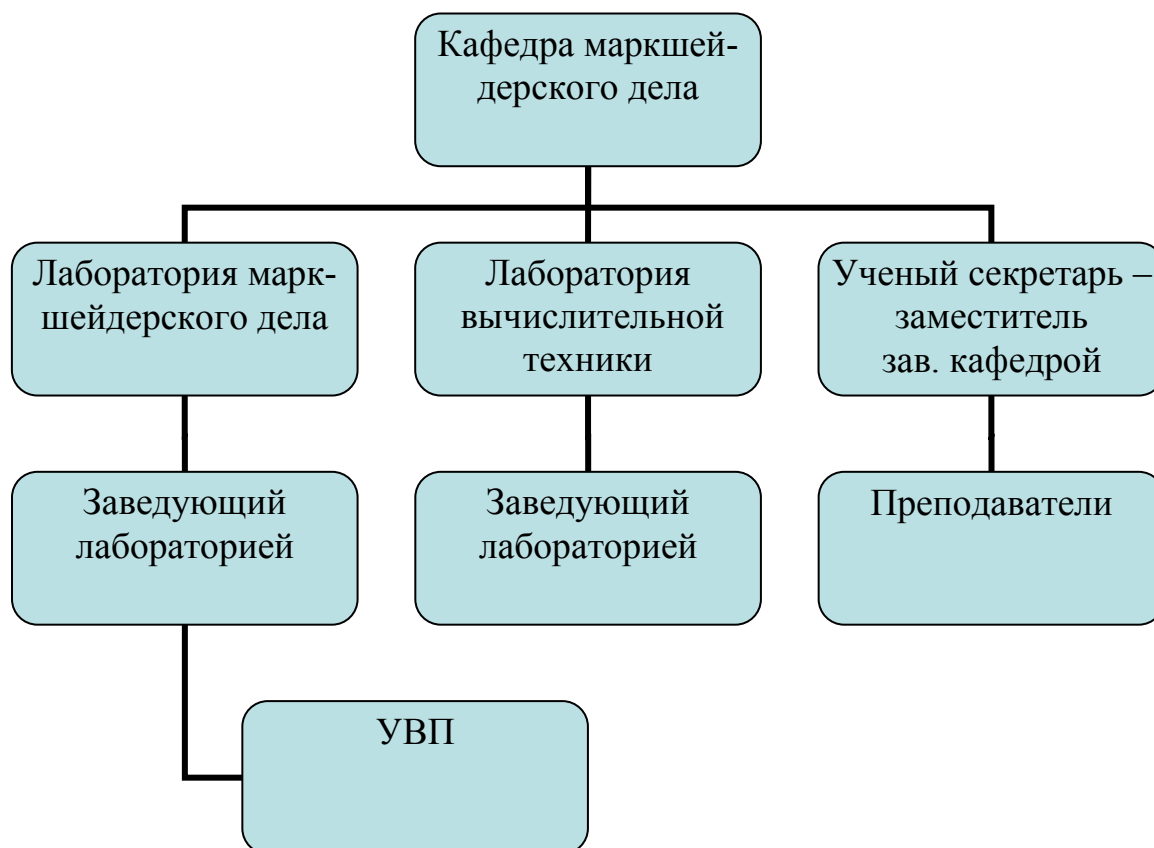 Кафедра маркшей-
дерского дела
Лаборатория марк-
шейдерского дела
Лаборатория
вычислительной
техники
Ученый секретарь –
заместитель
зав. кафедрой
Заведующий
лабораторией
Заведующий
лабораторией
Преподаватели
УВП